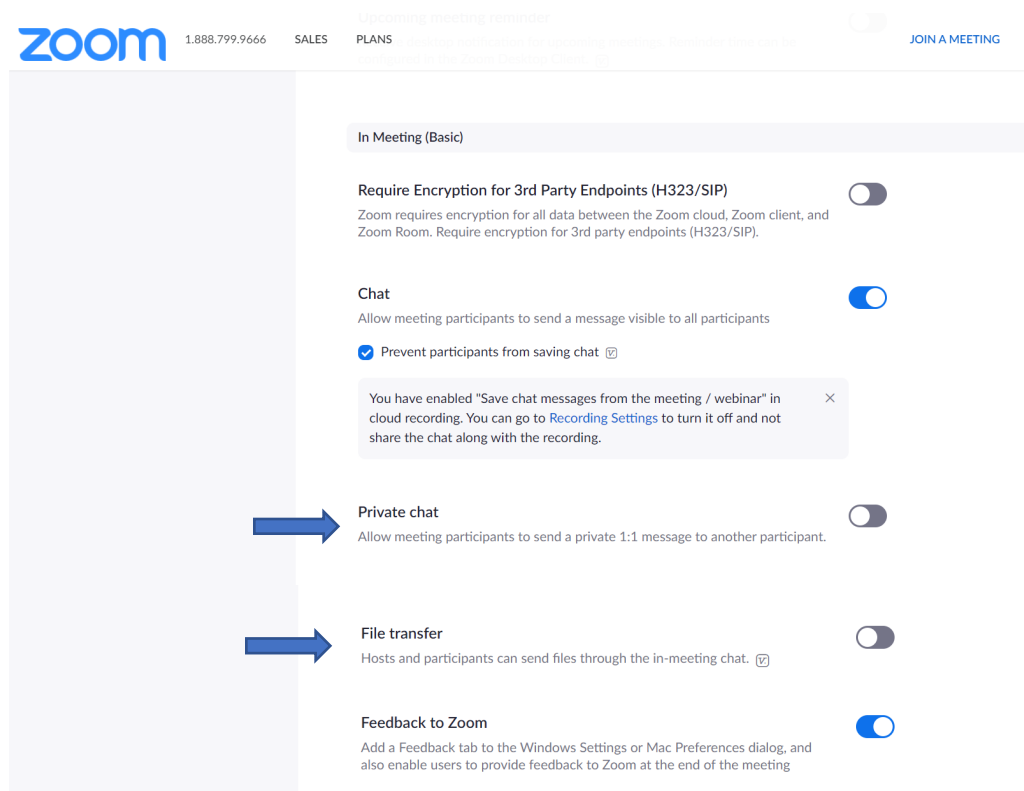 Upcoming meeting reminder
zoom
1.888.799.9666
SALES
PLANS
JOIN A MEETING
In Meeting (Basic)
Require Encryption for 3rd Party Endpoints (H323/SIP)
Zoom requires encryption for all data between the Zoom cloud, Zoom client, and
Zoom Room. Require encryption for 3rd party endpoints (H323/SIP).
Chat
Allow meeting participants to send a message visible to all participants
Prevent participants from saving chat
You have enabled "Save chat messages from the meeting / webinar" in
cloud recording. You can go to Recording Settings to turn it off and not
share the chat along with the recording.
Private chat
Allow meeting participants to send a private 1:1 message to another participant.
File transfer
Hosts and participants can send files through the in-meeting chat.
Feedback to Zoom
Add a Feedback tab to the Windows Settings or Mac Preferences dialog, and
also enable users to provide feedback to Zoom at the end of the meeting